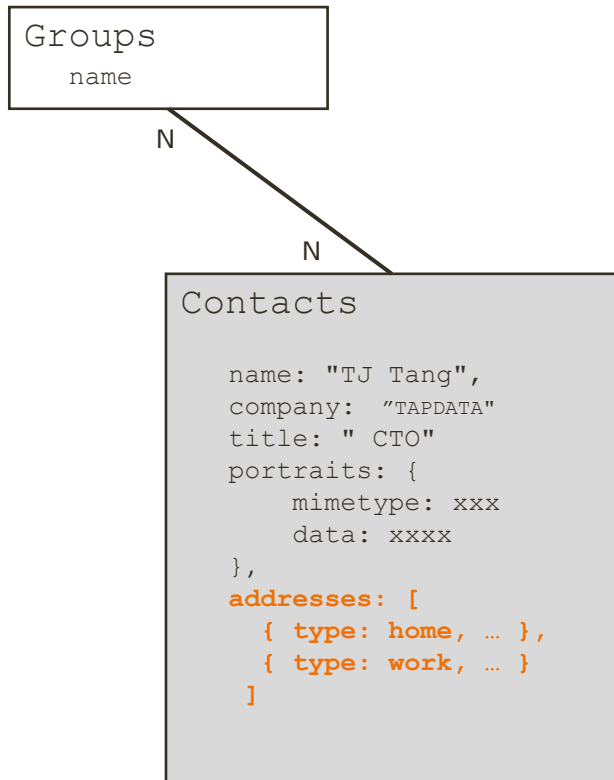 Groups
name
N
N
Contacts
name: "TJ Tang",
company: ”TAPDATA"
title: " CTO"
portraits: {
mimetype: xxx
data: xxxx
},
addresses: [
{ type: home, … },
{ type: work, … }
]